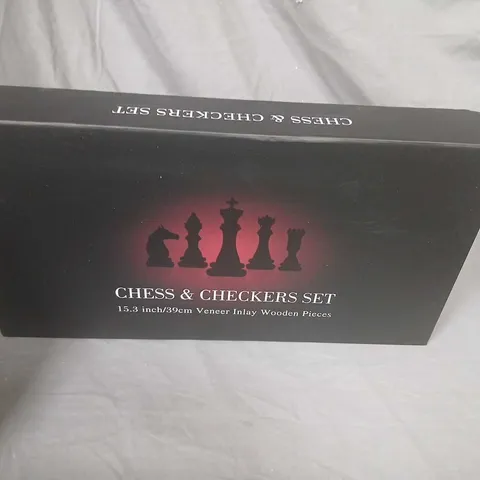 CHESS & CHECKERS SET
CHESS & CHECKERS SET
15.3 inch/39cm Veneer Inlay Wooden Pieces